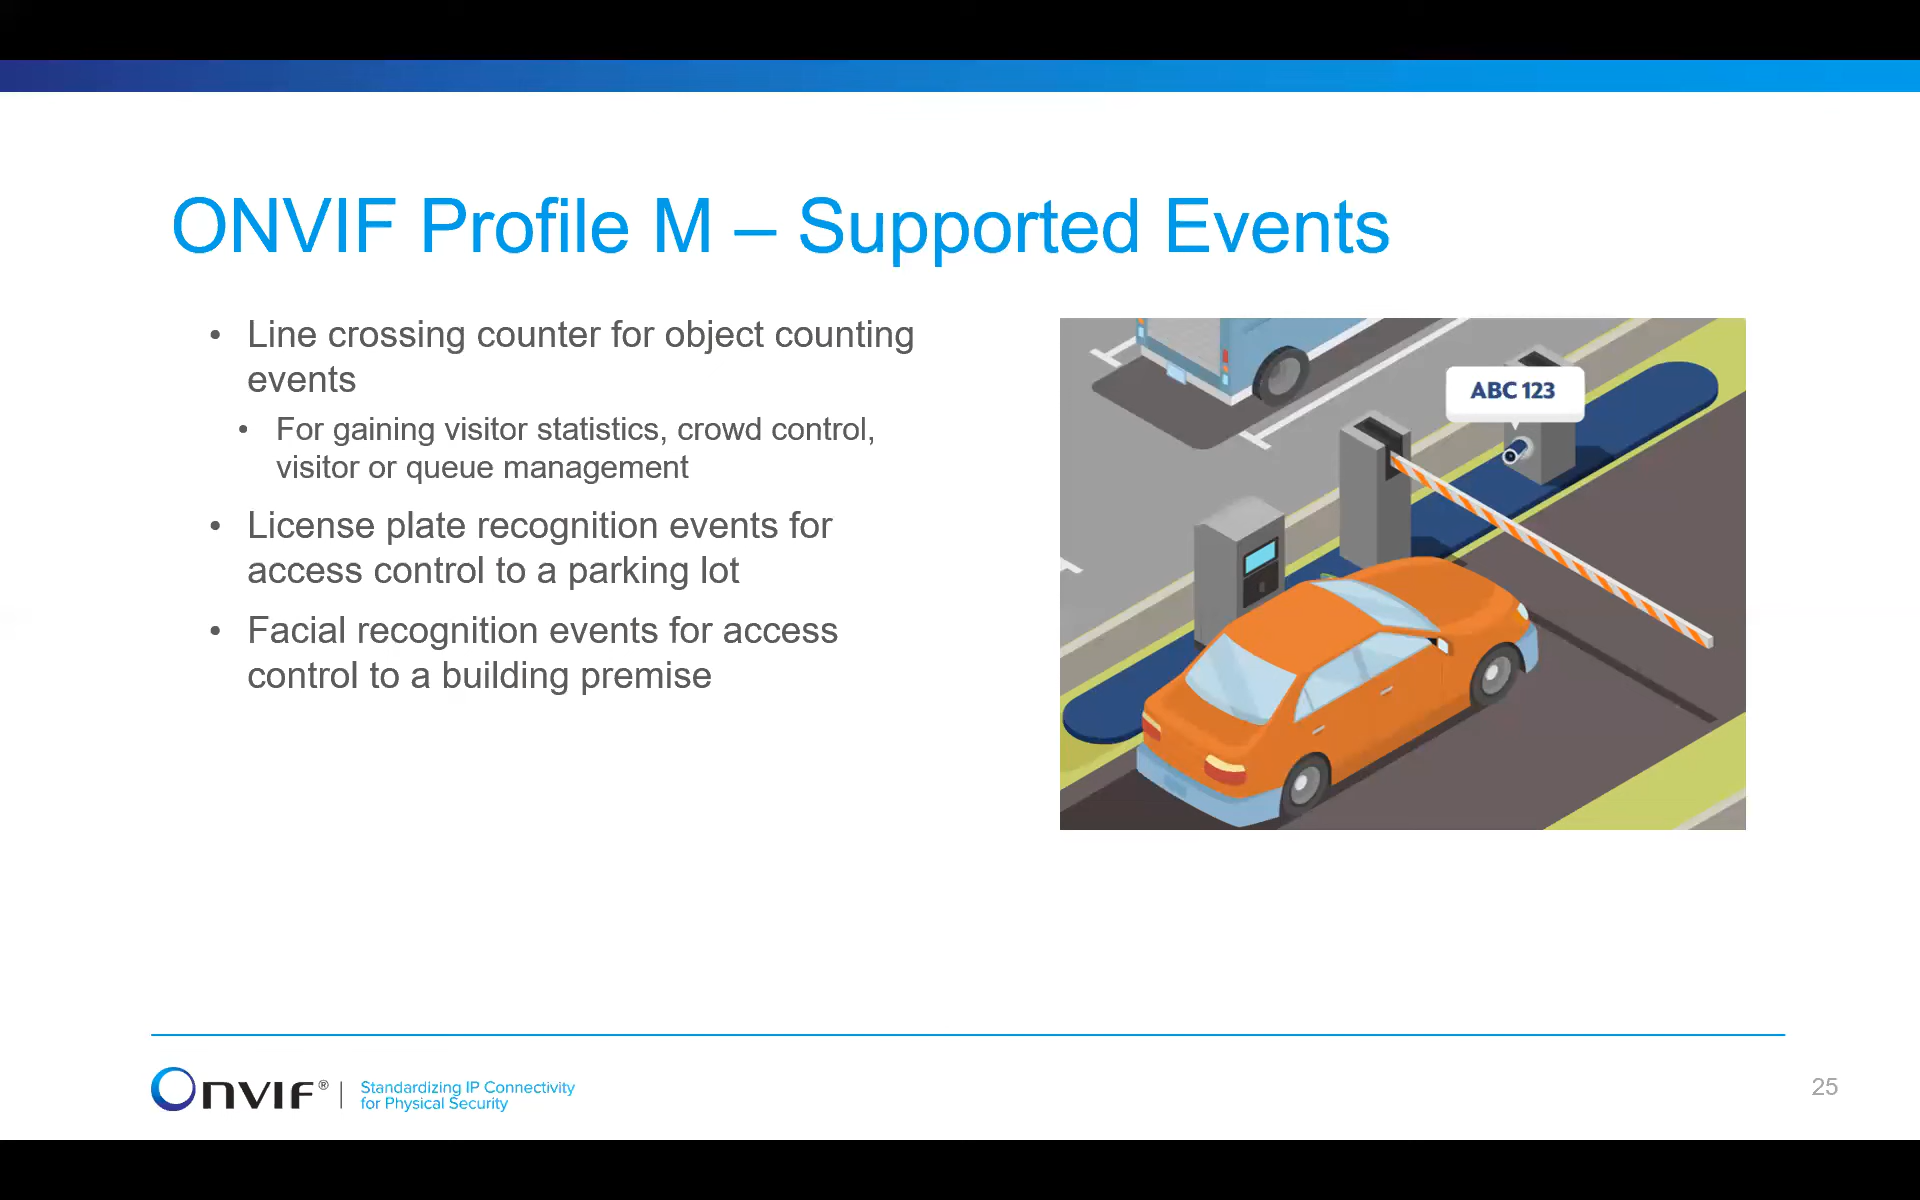 ONVIF Profile M – Supported Events
• Line crossing counter for object counting
events
• For gaining visitor statistics, crowd control,
visitor or queue management
• License plate recognition events for
access control to a parking lot
• Facial recognition events for access
control to a building premise
ABC 123
ONVIF® | Standardizing IP Connectivity
for Physical Security
25